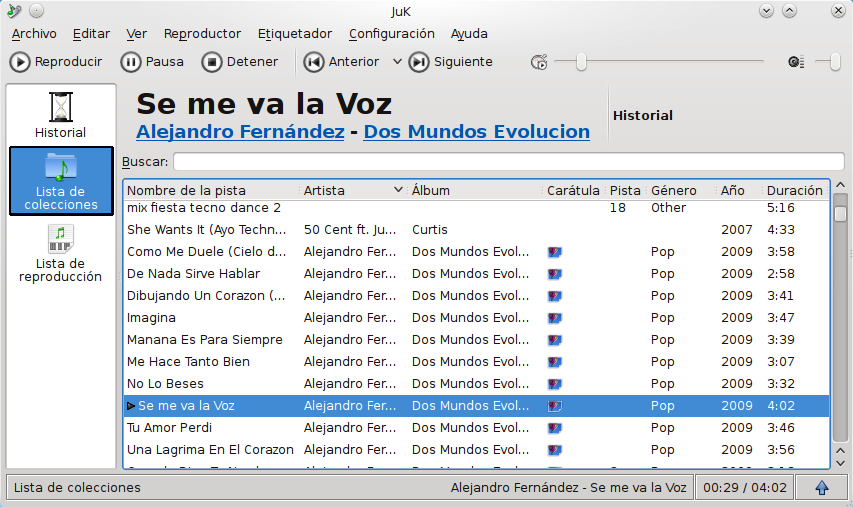 JuK
Archivo Editar Ver Reproductor Etiquetador Configuración Ayuda
Reproducir Pausa Detener Anterior Siguiente
Historial
Lista de
colecciones
Lista de
reproducción
Se me va la Voz
Alejandro Fernández - Dos Mundos Evolucion
Historial
Buscar:
Nombre de la pista Artista Álbum Carátula Pista Género Año Duración
mix fiesta tecno dance 2 18 Other 5:16
She Wants It (Ayo Techn... 50 Cent ft. Ju... Curtis 2007 4:33
Como Me Duele (Cielo d... Alejandro Fer... Dos Mundos Evol... Pop 2009 3:58
De Nada Sirve Hablar Alejandro Fer... Dos Mundos Evol... Pop 2009 2:58
Dibujando Un Corazon (... Alejandro Fer... Dos Mundos Evol... Pop 2009 3:41
Imagina Alejandro Fer... Dos Mundos Evol... Pop 2009 3:47
Manana Es Para Siempre Alejandro Fer... Dos Mundos Evol... Pop 2009 3:39
Me Hace Tanto Bien Alejandro Fer... Dos Mundos Evol... Pop 2009 3:07
No Lo Beses Alejandro Fer... Dos Mundos Evol... Pop 2009 3:32
Se me va la Voz Alejandro Fer... Dos Mundos Evol... Pop 2009 4:02
Tu Amor Perdi Alejandro Fer... Dos Mundos Evol... Pop 2009 3:46
Una Lagrima En El Corazon Alejandro Fer... Dos Mundos Evol... Pop 2009 3:56
Lista de colecciones Alejandro Fernández - Se me va la Voz 00:29 / 04:02